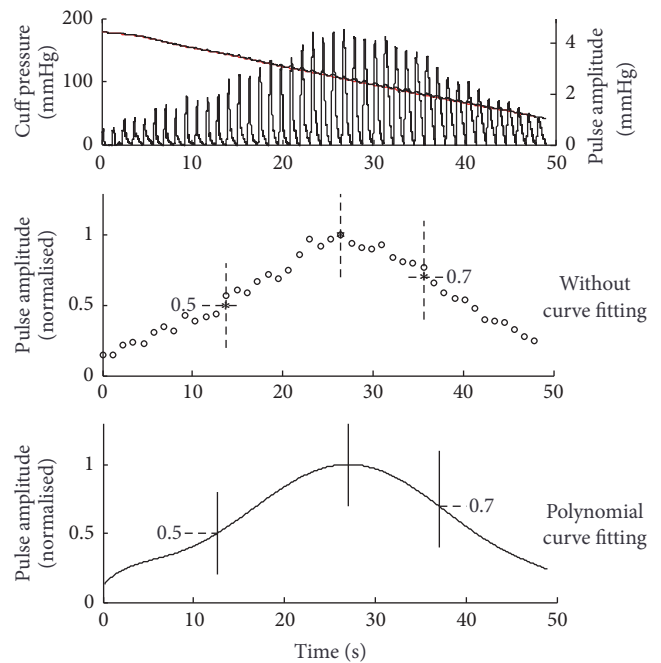 Cuff pressure
(mmHg)
200
100
0
4
2
0
Pulse amplitude
(mmHg)
0 10 20 30 40 50
Pulse amplitude
(normalised)
1
0.5
0
0.5
0.7
Without
curve fitting
0 10 20 30 40 50
Pulse amplitude
(normalised)
1
0.5
0
0.5
0.7
Polynomial
curve fitting
0 10 20 30 40 50
Time (s)